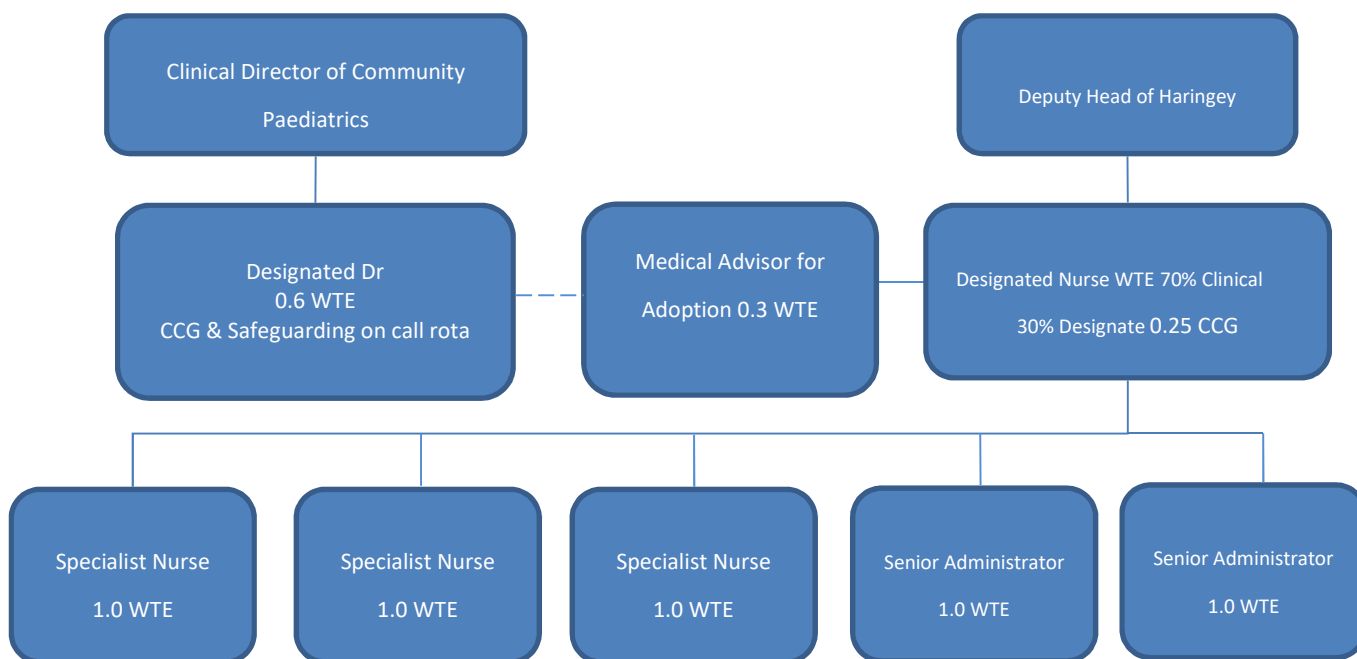 Clinical Director of Community
Paediatrics
Deputy Head of Haringey
Designated Dr
0.6 WTE
CCG & Safeguarding on call rota
Medical Advisor for
Adoption 0.3 WTE
Designated Nurse WTE 70% Clinical
30% Designate 0.25 CCG
Specialist Nurse
1.0 WTE
Specialist Nurse
1.0 WTE
Specialist Nurse
1.0 WTE
Senior Administrator
1.0 WTE
Senior Administrator
1.0 WTE